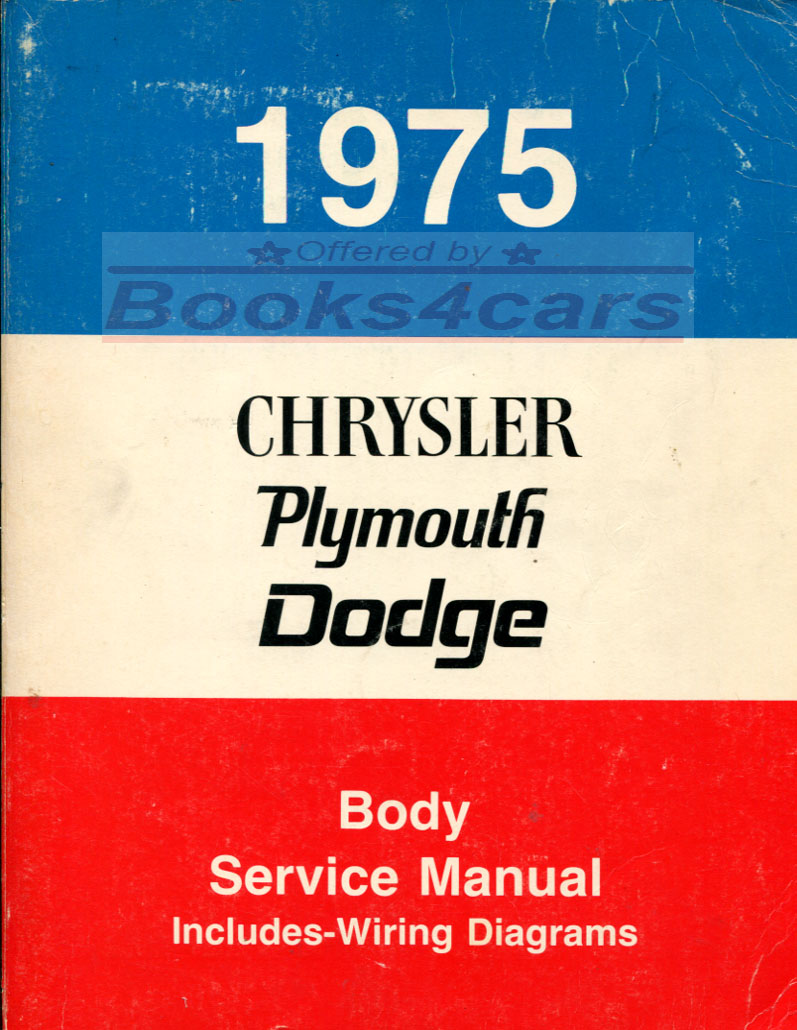 1975
Offered by
Books4cars
CHRYSLER
Plymouth
Dodge
Body
Service Manual
Includes-Wiring Diagrams